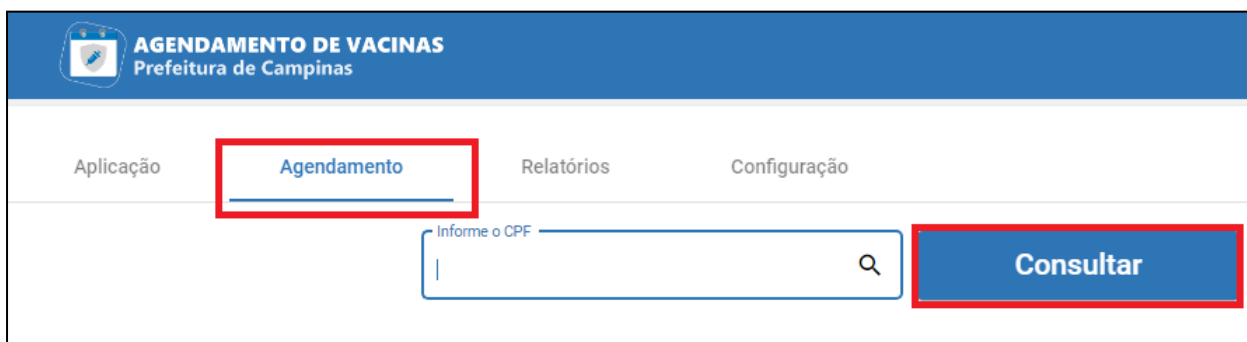 AGENDAMENTO DE VACINAS
Prefeitura de Campinas
Aplicação Agendamento Relatórios Configuração
Informe o CPF
Consultar